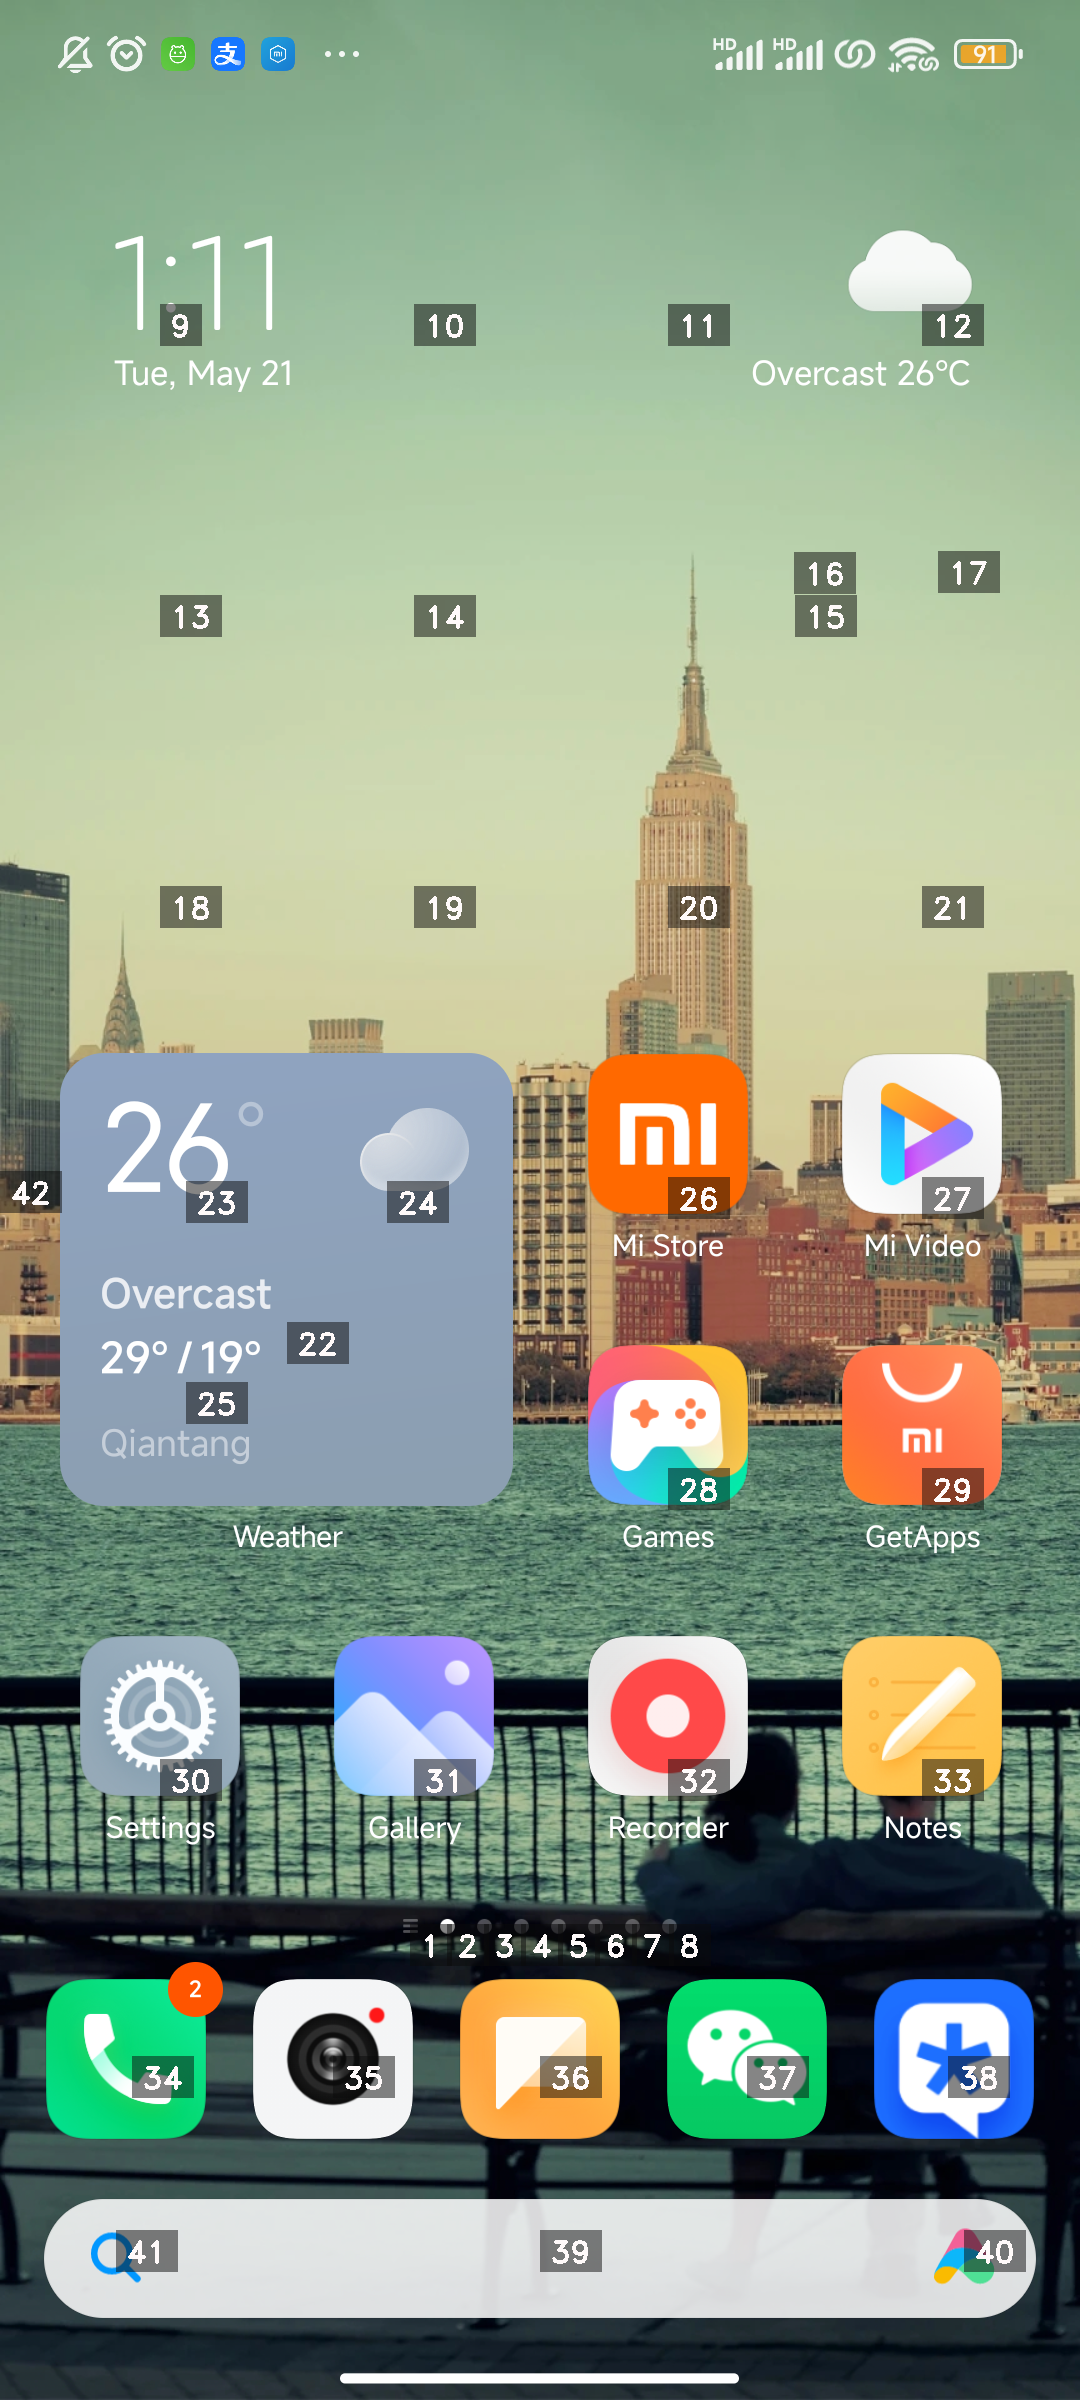 HD HD 91
支
1:11
Tue, May 21
Overcast 26°C
9 10 11 12
16 17
13 14 15
18 19 20 21
26°
42 23 24
Overcast
29° / 19°
22
25
Qiantang
Weather
mi
26
Mi Store
27
Mi Video
28
Games
mi
29
GetApps
30
Settings
31
Gallery
32
Recorder
33
Notes
1 2 3 4 5 6 7 8
2
34 35 36 37 38
41 39 40